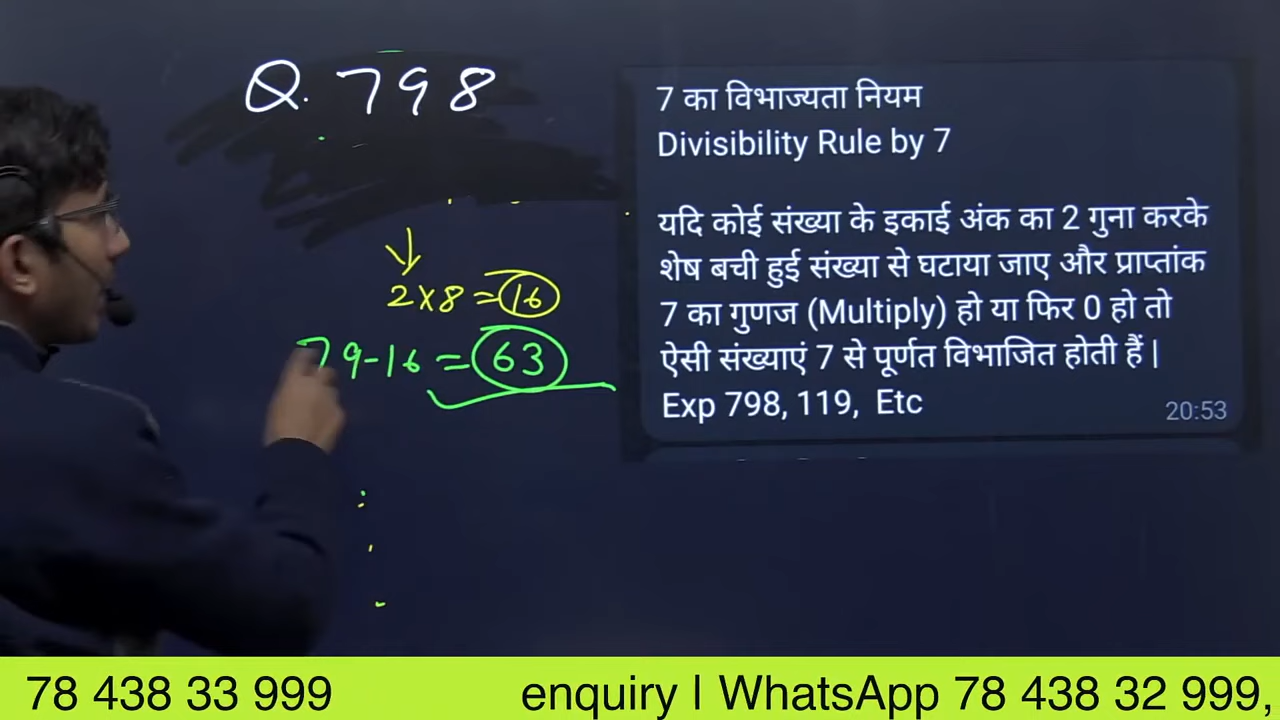 Q. 798
2×8 = 16
79-16 = 63
7 का विभाज्यता नियम
Divisibility Rule by 7
यदि कोई संख्या के इकाई अंक का 2 गुना करके
शेष बची हुई संख्या से घटाया जाए और प्राप्तांक
7 का गुणज (Multiply) हो या फिर 0 हो तो
ऐसी संख्याएं 7 से पूर्णत विभाजित होती हैं |
Exp 798, 119, Etc
20:53
78 438 33 999
enquiry l WhatsApp 78 438 32 999,